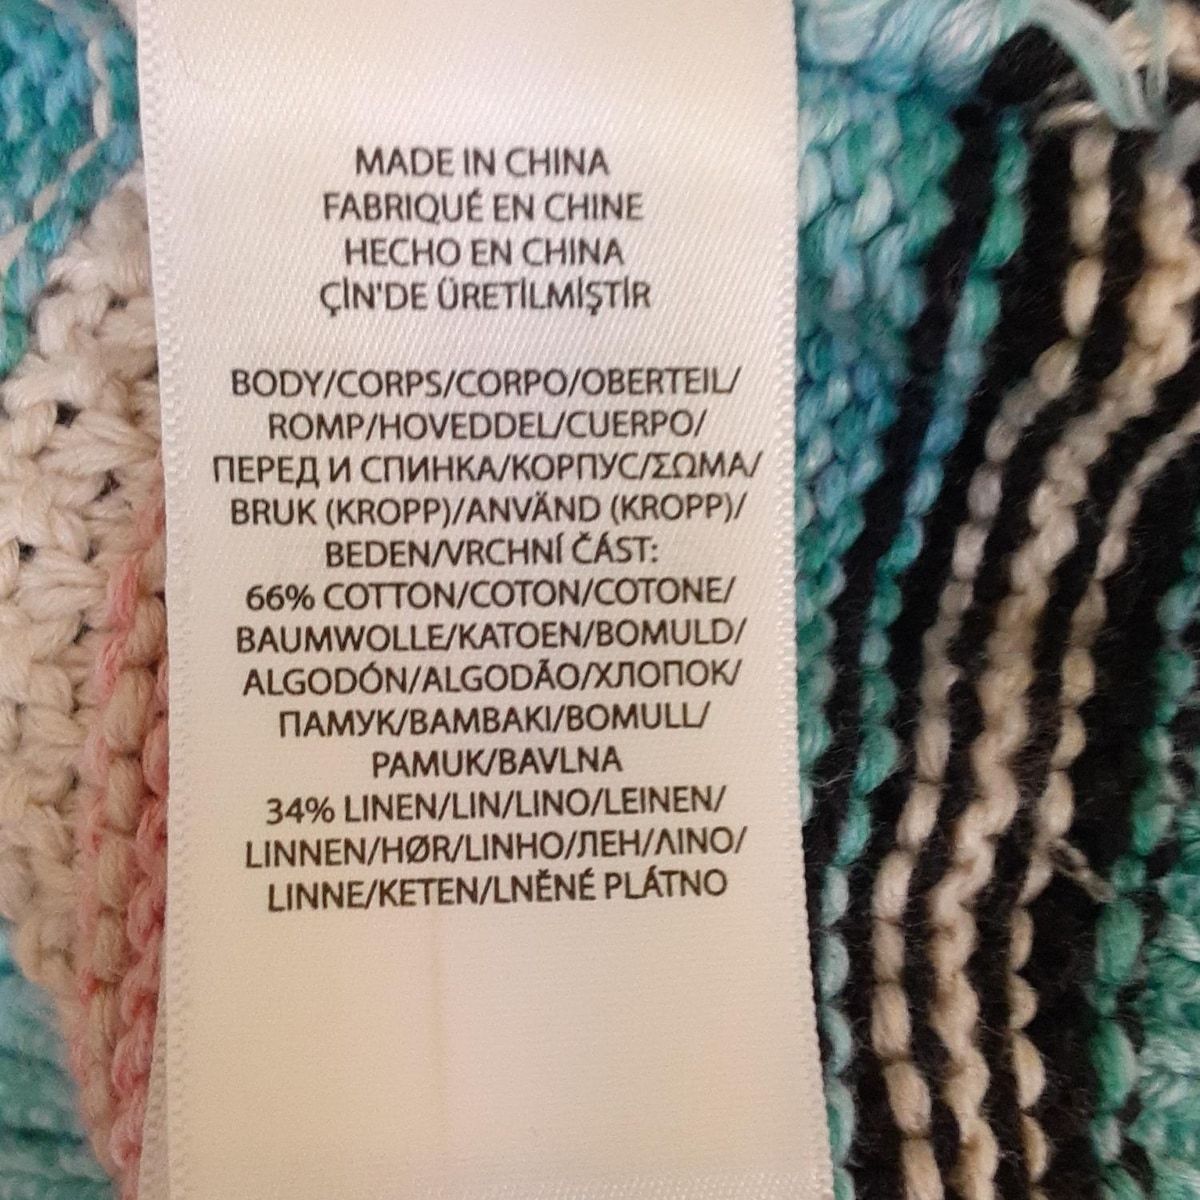 MADE IN CHINA
FABRIQUÉ EN CHINE
HECHO EN CHINA
ÇİN'DE ÜRETİLMİŞTİR
BODY/CORPS/CORPO/OBERTEIL/
ROMP/HOVEDDEL/CUERPO/
ПЕРЕД И СПИНКА/КОРПУС/ΣΩΜΑ/
BRUK (KROPP)/ANVÄND (KROPP)/
BEDEN/VRCHNÍ ČÁST:
66% COTTON/COTON/COTONE/
BAUMWOLLE/KATOEN/BOMULD/
ALGODÓN/ALGODÃO/ХЛОПОК/
ПАМУК/ΒΑΜΒΑΚΙ/BOMULL/
PAMUK/BAVLNA
34% LINEN/LIN/LINO/LEINEN/
LINNEN/HØR/LINHO/ЛЕН/ΛΙΝΟ/
LINNE/KETEN/LNĚNÉ PLÁTNO